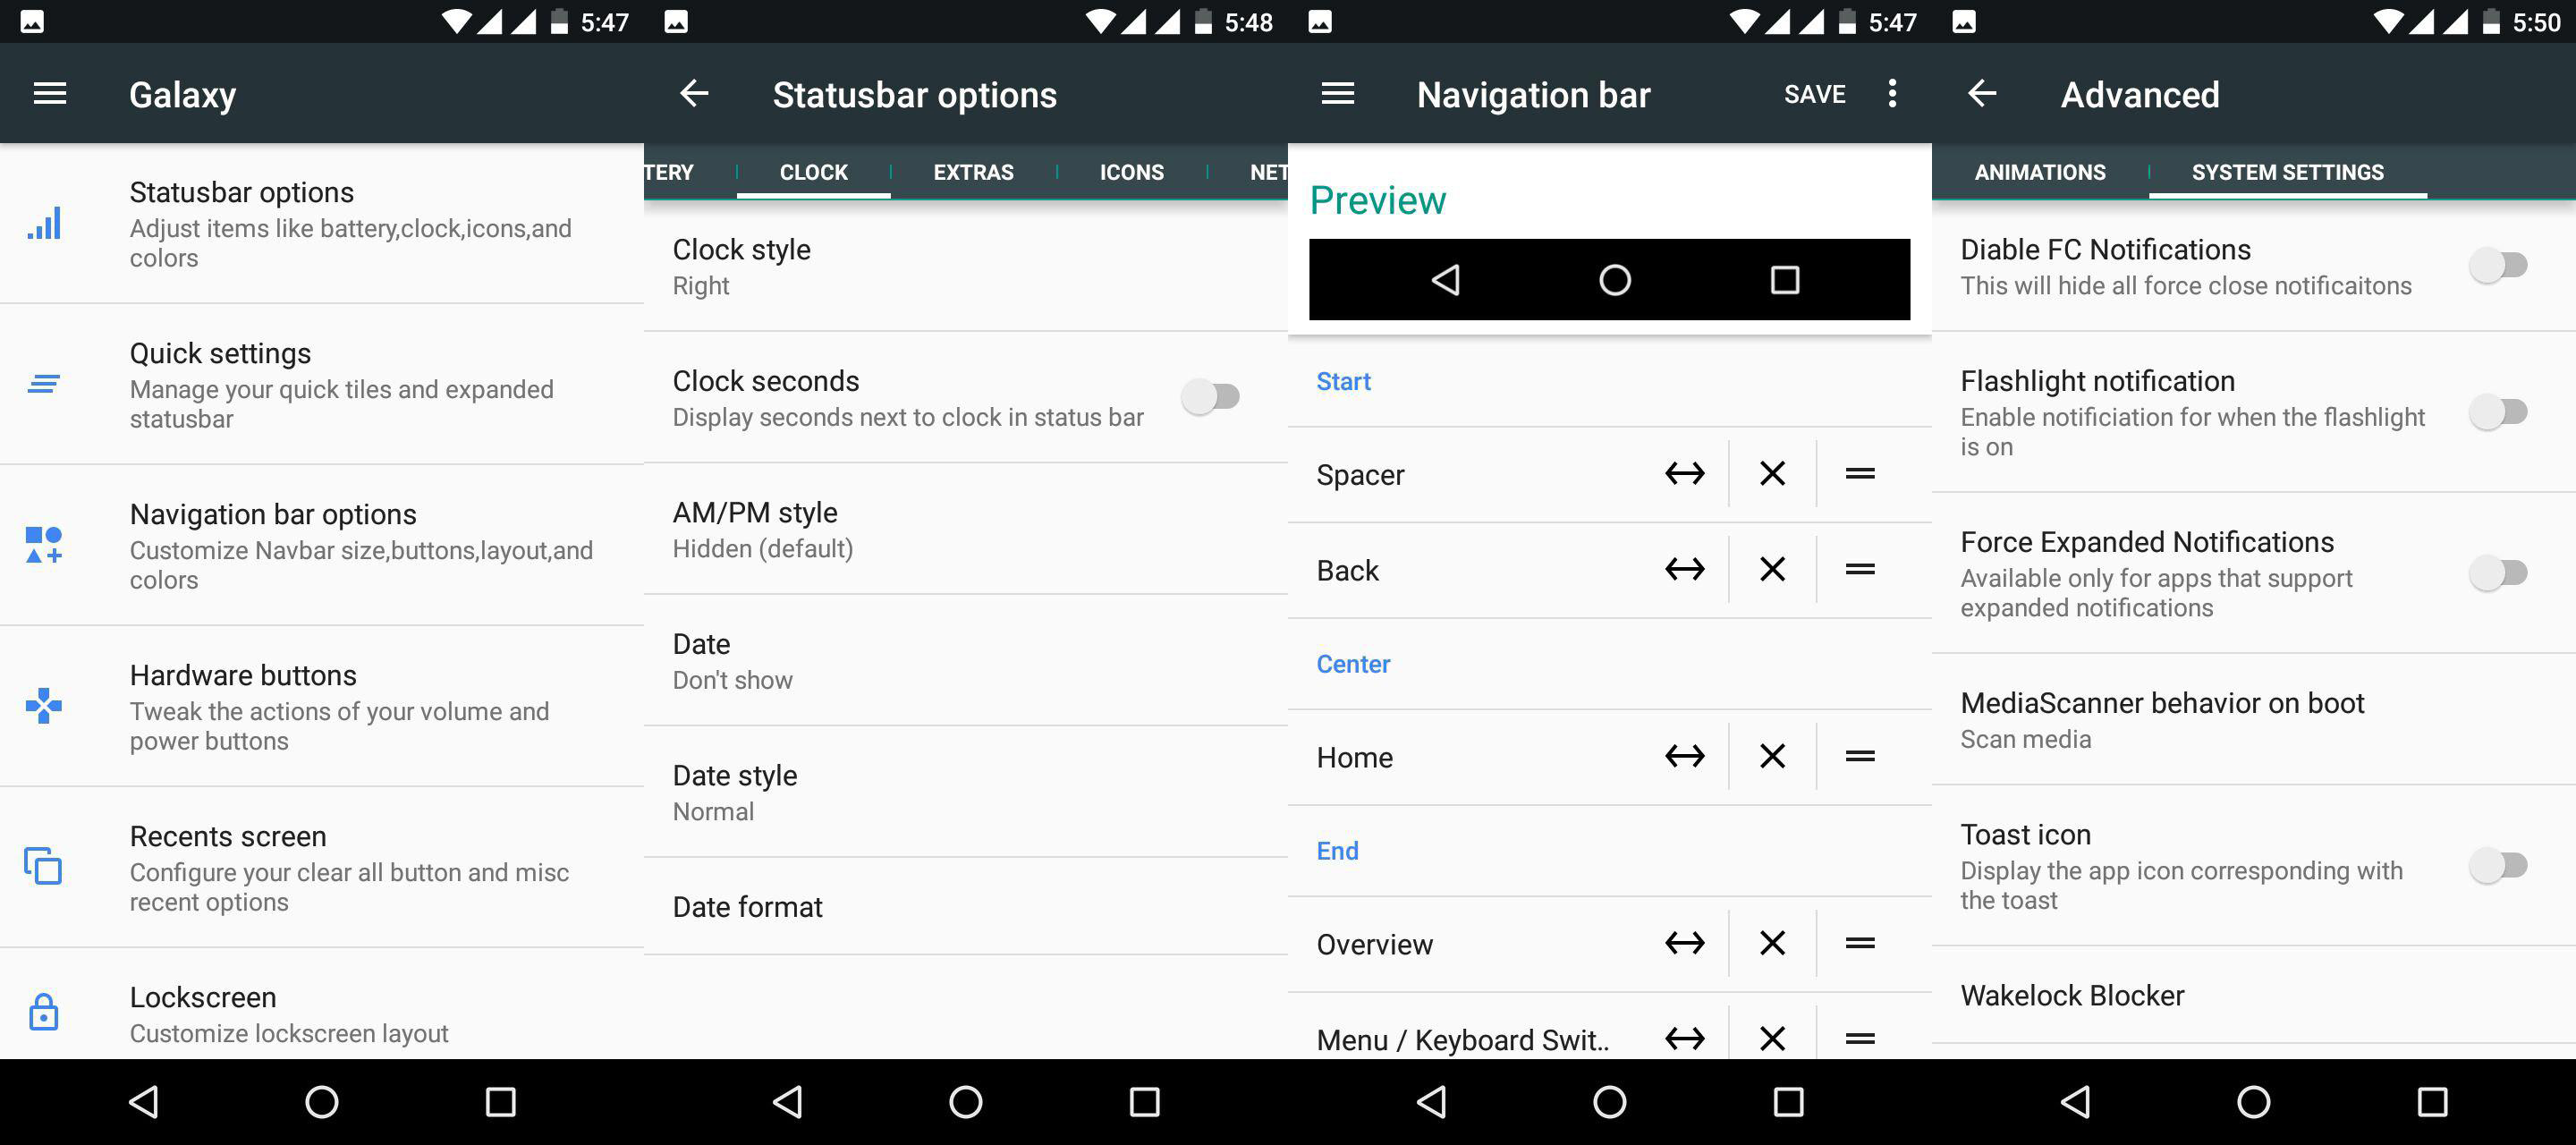 5:47
Galaxy
Statusbar options
Adjust items like battery,clock,icons,and
colors
Quick settings
Manage your quick tiles and expanded
statusbar
Navigation bar options
Customize Navbar size,buttons,layout,and
colors
Hardware buttons
Tweak the actions of your volume and
power buttons
Recents screen
Configure your clear all button and misc
recent options
Lockscreen
Customize lockscreen layout
5:48
Statusbar options
TERY CLOCK EXTRAS ICONS NET
Clock style
Right
Clock seconds
Display seconds next to clock in status bar
AM/PM style
Hidden (default)
Date
Don't show
Date style
Normal
Date format
5:47
Navigation bar SAVE
Preview
Start
Spacer
Back
Center
Home
End
Overview
Menu / Keyboard Swit..
5:50
Advanced
ANIMATIONS SYSTEM SETTINGS
Diable FC Notifications
This will hide all force close notificaitons
Flashlight notification
Enable notificiation for when the flashlight
is on
Force Expanded Notifications
Available only for apps that support
expanded notifications
MediaScanner behavior on boot
Scan media
Toast icon
Display the app icon corresponding with
the toast
Wakelock Blocker